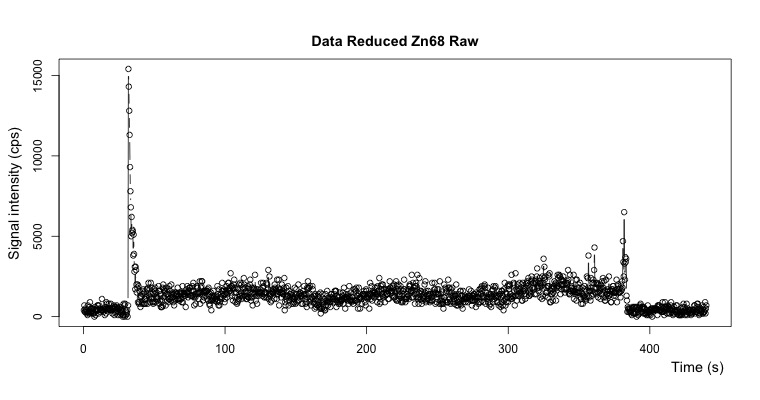 Data Reduced Zn68 Raw
Signal intensity (cps)
15000
10000
5000
0
0 100 200 300 400
Time (s)